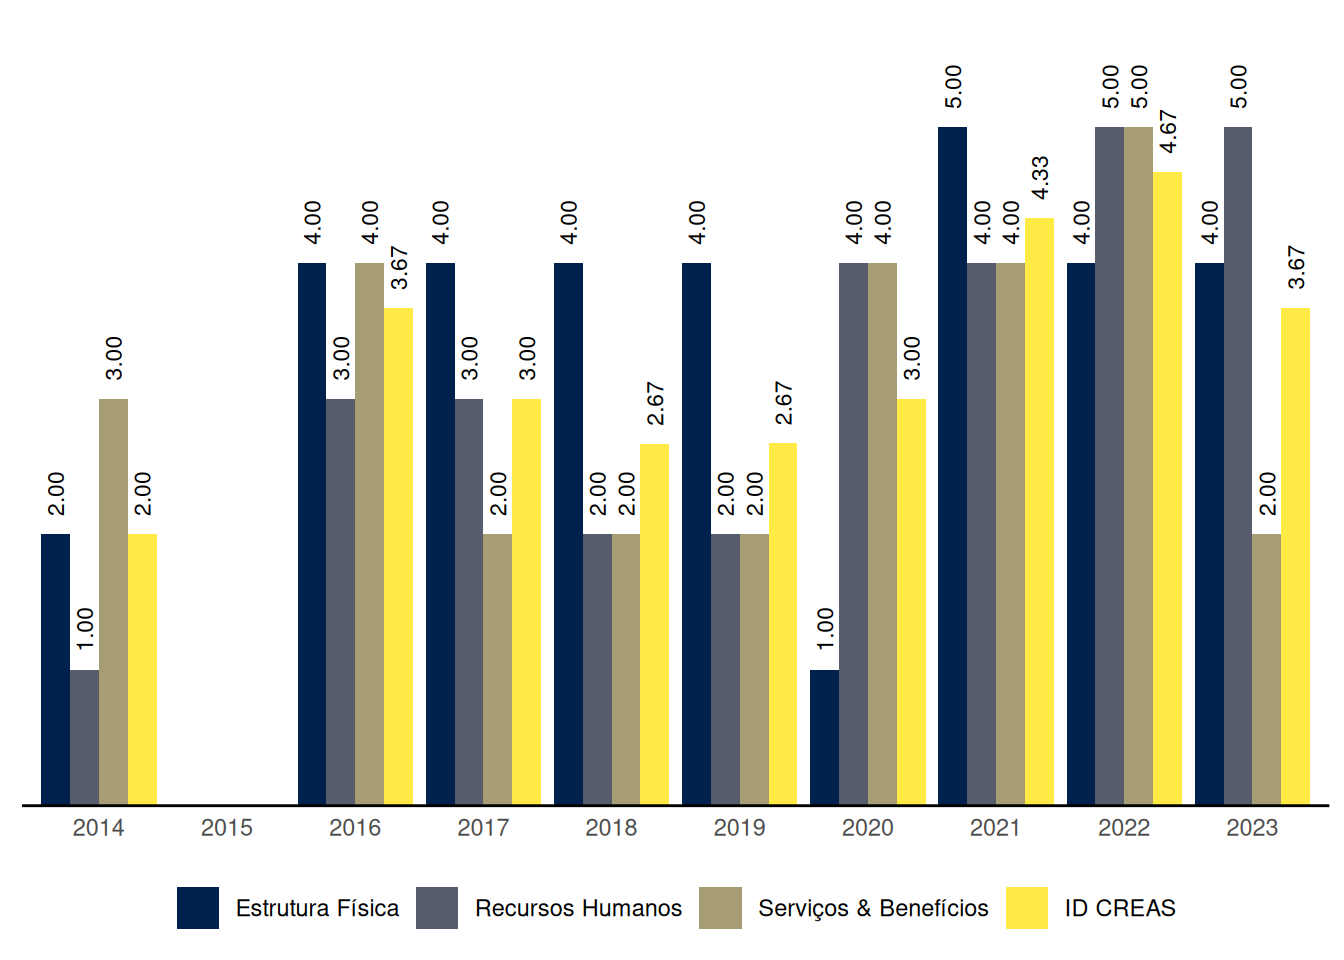 5.00 5.00 5.00 5.00
4.67
4.33
4.00 4.00 4.00 4.00 4.00 4.00 4.00 4.00 4.00 4.00 4.00
3.67 3.67
3.00 3.00 3.00 3.00 3.00
2.67 2.67
2.00 2.00 2.00 2.00 2.00 2.00 2.00 2.00
1.00 1.00
2014 2015 2016 2017 2018 2019 2020 2021 2022 2023
Estrutura Física Recursos Humanos Serviços & Benefícios ID CREAS